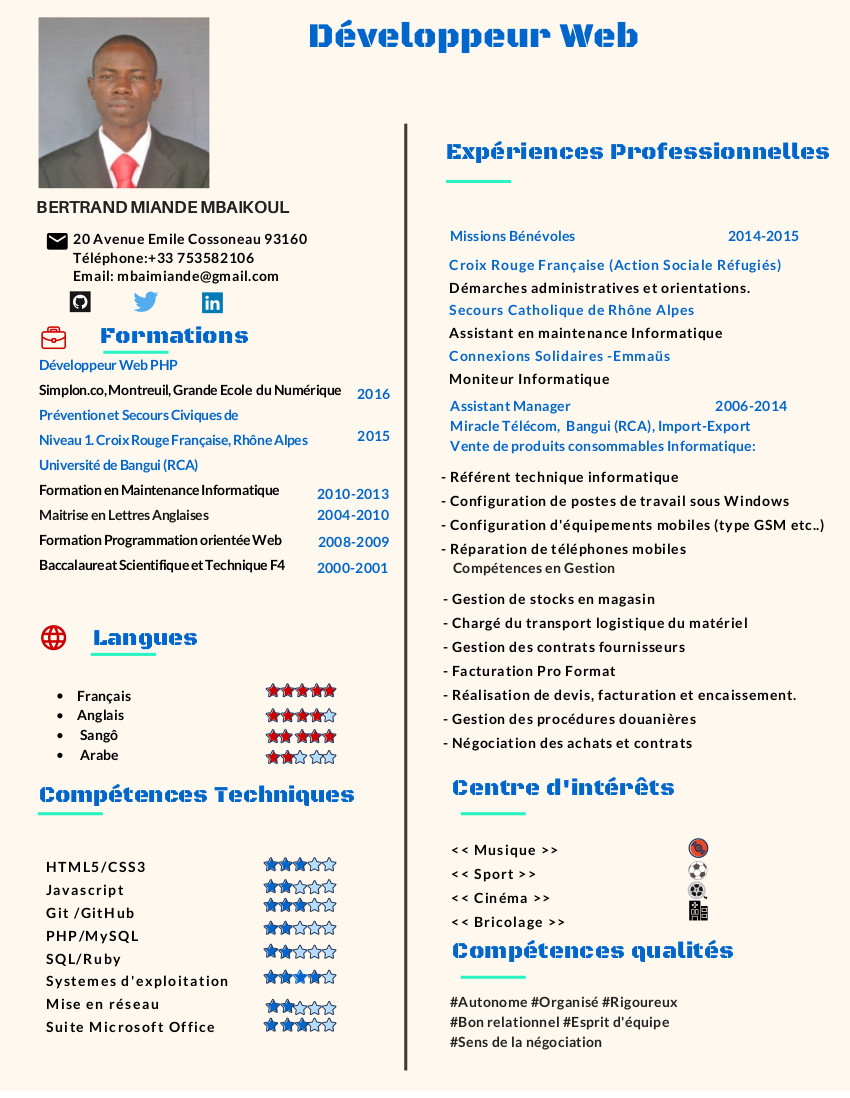 Développeur Web
BERTRAND MIANDE MBAIKOUL
20 Avenue Emile Cossoneau 93160
Téléphone:+33 753582106
Email: mbaimiande@gmail.com
in
Formations
Développeur Web PHP
Simplon.co, Montreuil, Grande Ecole du Numérique 2016
Prévention et Secours Civiques de
Niveau 1. Croix Rouge Française, Rhône Alpes 2015
Université de Bangui (RCA)
Formation en Maintenance Informatique 2010-2013
Maitrise en Lettres Anglaises 2004-2010
Formation Programmation orientée Web 2008-2009
Baccalaureat Scientifique et Technique F4 2000-2001
Langues
• Français
• Anglais
• Sangô
• Arabe
Compétences Techniques
HTML5/CSS3
Javascript
Git /GitHub
PHP/MySQL
SQL/Ruby
Systemes d'exploitation
Mise en réseau
Suite Microsoft Office
Expériences Professionnelles
Missions Bénévoles 2014-2015
Croix Rouge Française (Action Sociale Réfugiés)
Démarches administratives et orientations.
Secours Catholique de Rhône Alpes
Assistant en maintenance Informatique
Connexions Solidaires -Emmaüs
Moniteur Informatique
Assistant Manager 2006-2014
Miracle Télécom, Bangui (RCA), Import-Export
Vente de produits consommables Informatique:
- Référent technique informatique
- Configuration de postes de travail sous Windows
- Configuration d'équipements mobiles (type GSM etc..)
- Réparation de téléphones mobiles
Compétences en Gestion
- Gestion de stocks en magasin
- Chargé du transport logistique du matériel
- Gestion des contrats fournisseurs
- Facturation Pro Format
- Réalisation de devis, facturation et encaissement.
- Gestion des procédures douanières
- Négociation des achats et contrats
Centre d'intérêts
<< Musique >>
<< Sport >>
<< Cinéma >>
<< Bricolage >>
Compétences qualités
#Autonome #Organisé #Rigoureux
#Bon relationnel #Esprit d'équipe
#Sens de la négociation